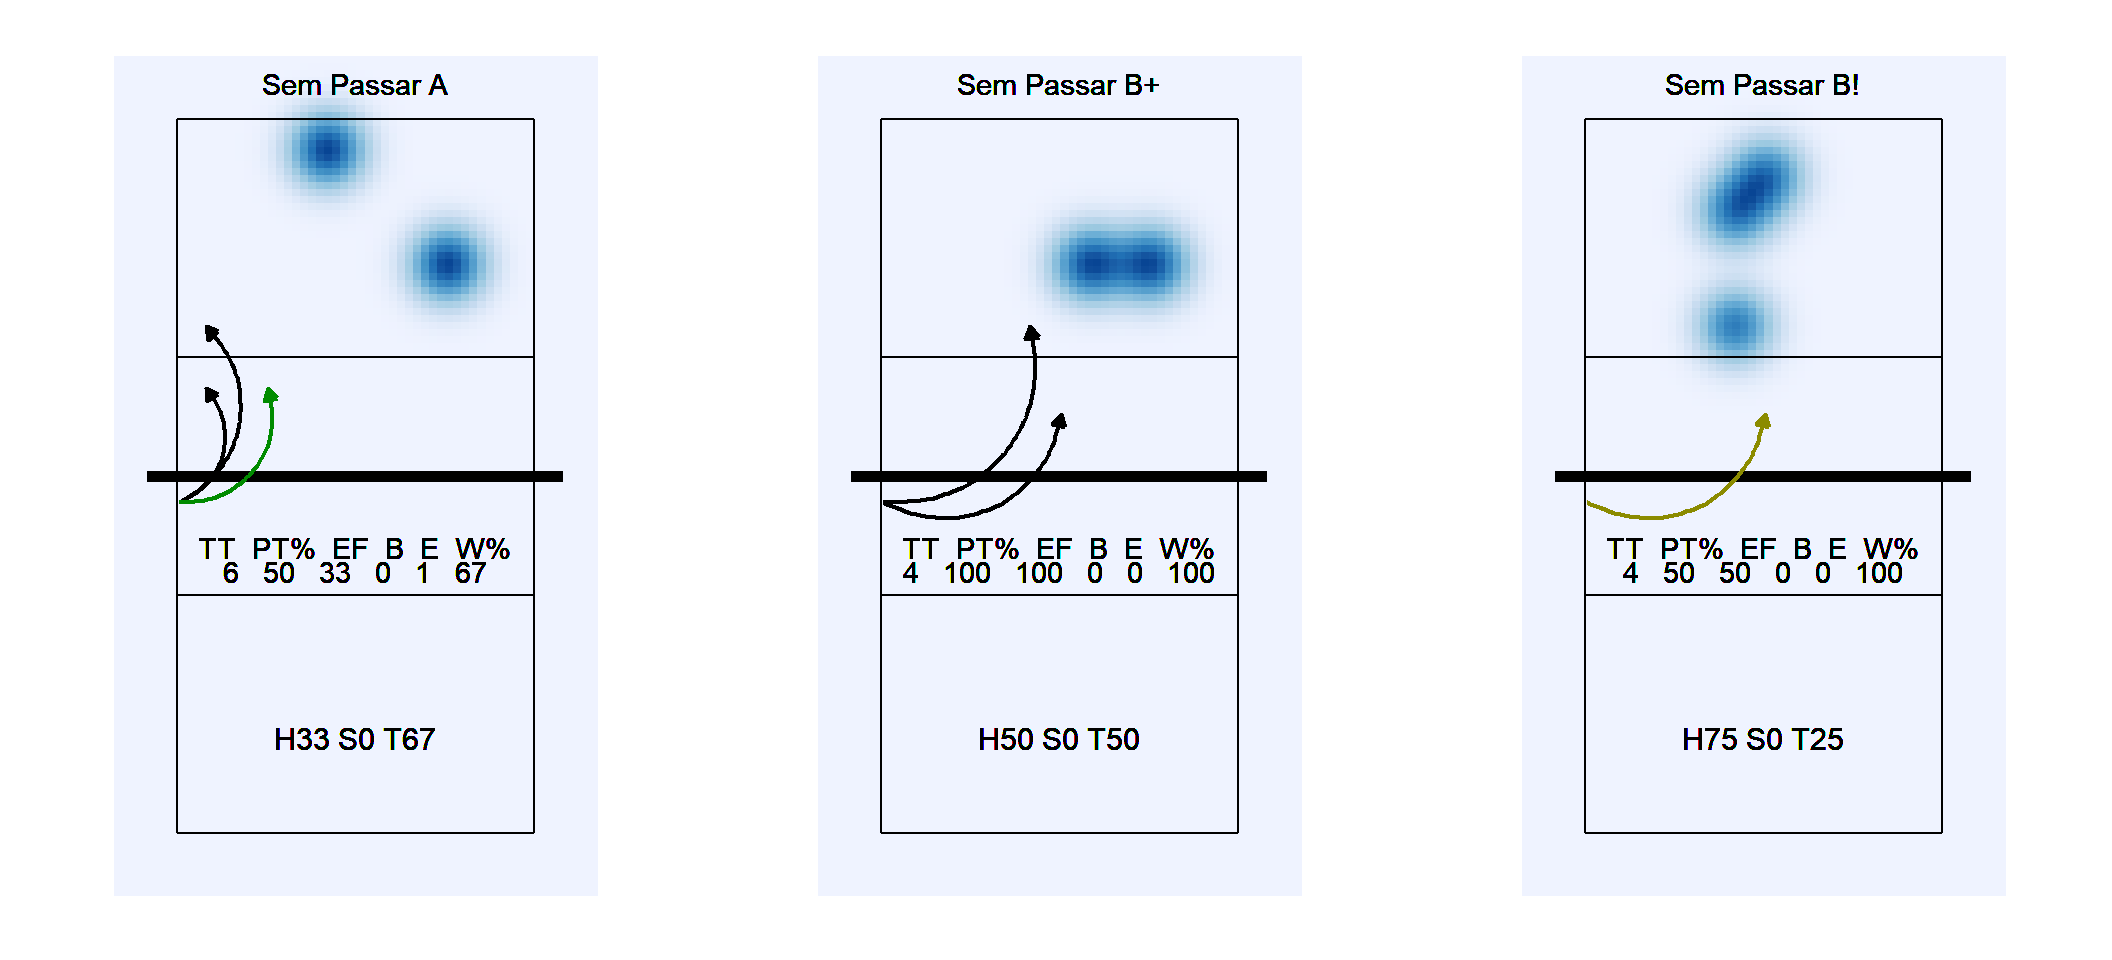 Sem Passar A
TT PT% EF B E W%
6 50 33 0 1 67
H33 S0 T67
Sem Passar B+
TT PT% EF B E W%
4 100 100 0 0 100
H50 S0 T50
Sem Passar B!
TT PT% EF B E W%
4 50 50 0 0 100
H75 S0 T25